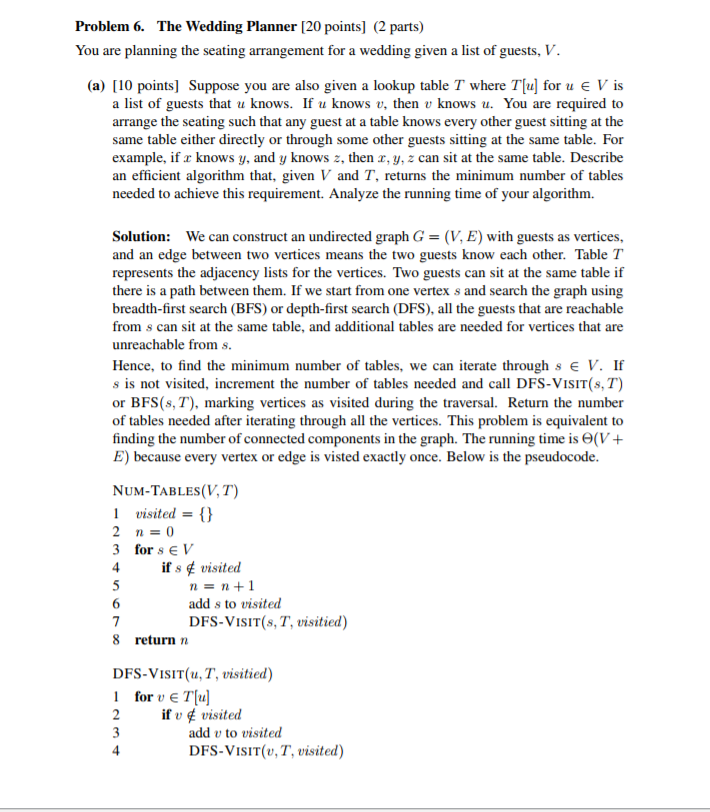 Problem 6. The Wedding Planner [20 points] (2 parts)
You are planning the seating arrangement for a wedding given a list of guests, V.
(a) [10 points] Suppose you are also given a lookup table T where T[u] for u ∈ V is
a list of guests that u knows. If u knows v, then v knows u. You are required to
arrange the seating such that any guest at a table knows every other guest sitting at the
same table either directly or through some other guests sitting at the same table. For
example, if x knows y, and y knows z, then x, y, z can sit at the same table. Describe
an efficient algorithm that, given V and T, returns the minimum number of tables
needed to achieve this requirement. Analyze the running time of your algorithm.
Solution: We can construct an undirected graph G = (V, E) with guests as vertices,
and an edge between two vertices means the two guests know each other. Table T
represents the adjacency lists for the vertices. Two guests can sit at the same table if
there is a path between them. If we start from one vertex s and search the graph using
breadth-first search (BFS) or depth-first search (DFS), all the guests that are reachable
from s can sit at the same table, and additional tables are needed for vertices that are
unreachable from s.
Hence, to find the minimum number of tables, we can iterate through s ∈ V. If
s is not visited, increment the number of tables needed and call DFS-VISIT(s, T)
or BFS(s, T), marking vertices as visited during the traversal. Return the number
of tables needed after iterating through all the vertices. This problem is equivalent to
finding the number of connected components in the graph. The running time is Θ(V +
E) because every vertex or edge is visted exactly once. Below is the pseudocode.
NUM-TABLES(V, T)
1 visited = {}
2 n = 0
3 for s ∈ V
4 if s ∉ visited
5 n = n + 1
6 add s to visited
7 DFS-VISIT(s, T, visitied)
8 return n
DFS-VISIT(u, T, visitied)
1 for v ∈ T[u]
2 if v ∉ visited
3 add v to visited
4 DFS-VISIT(v, T, visited)